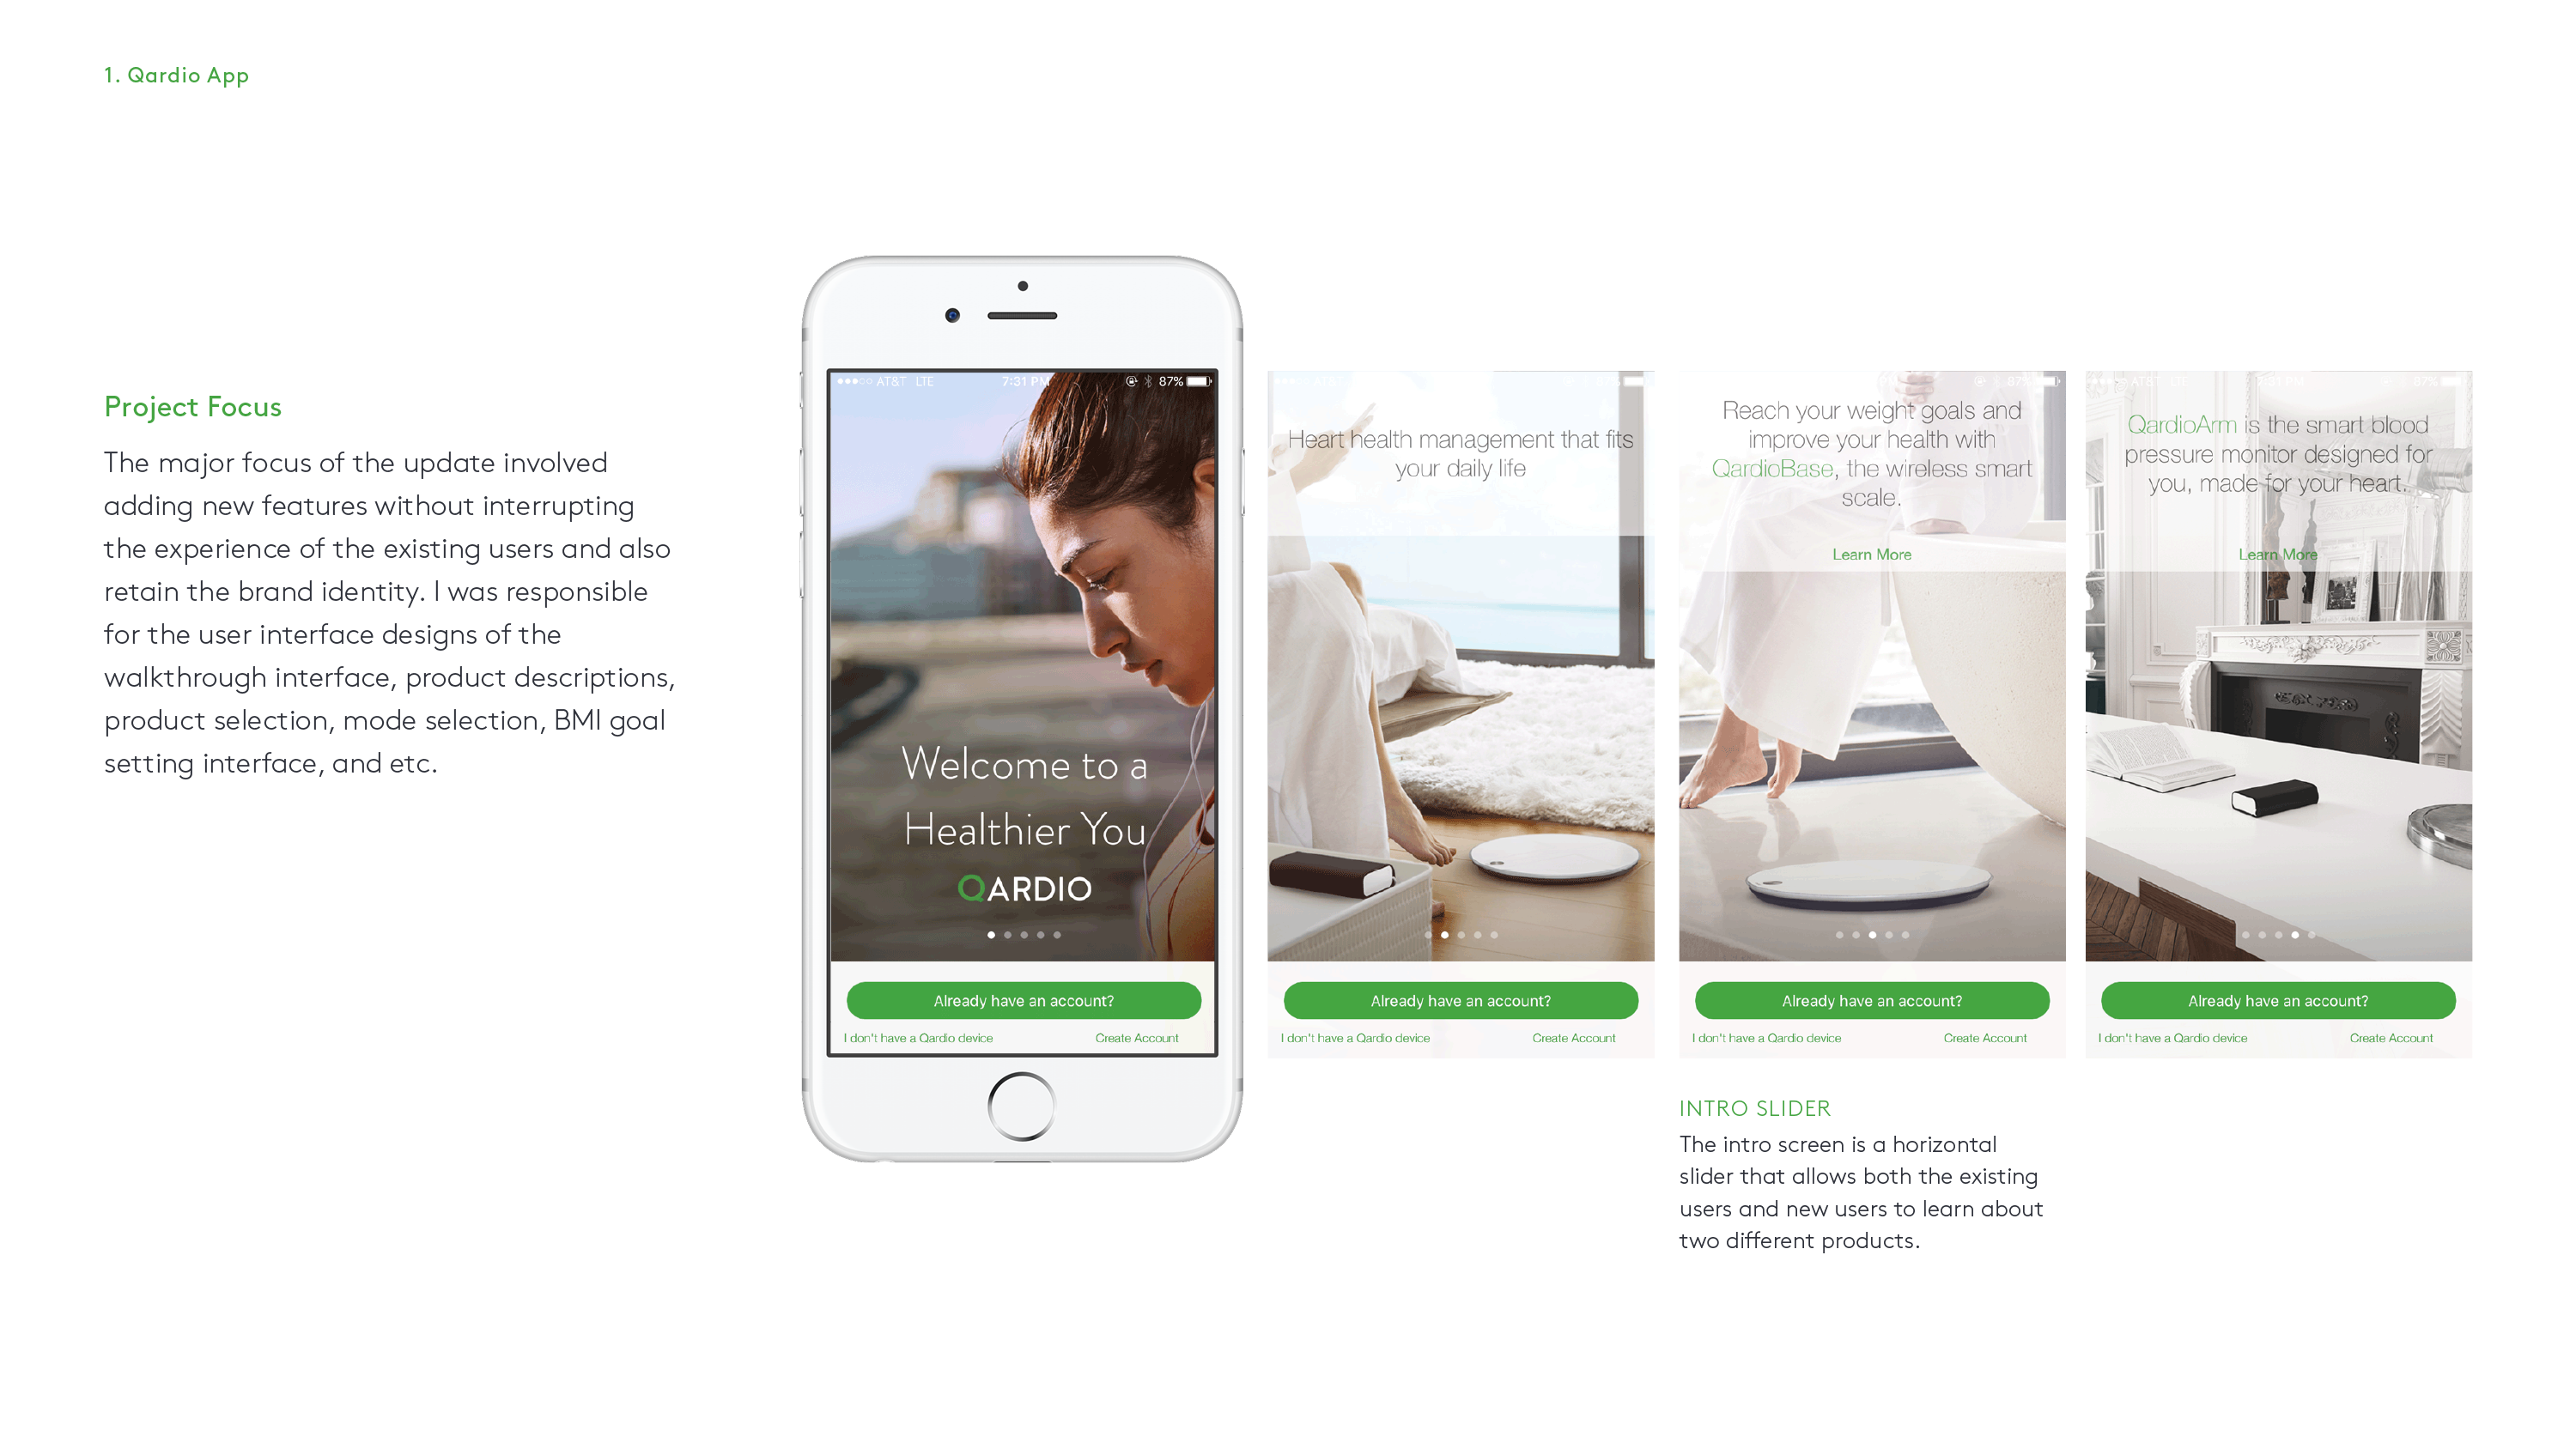 1. Qardio App
Project Focus
The major focus of the update involved
adding new features without interrupting
the experience of the existing users and also
retain the brand identity. I was responsible
for the user interface designs of the
walkthrough interface, product descriptions,
product selection, mode selection, BMI goal
setting interface, and etc.
AT&T LTE 7:31 PM 87%
Welcome to a
Healthier You
QARDIO
Already have an account?
I don't have a Qardio device Create Account
Heart health management that fits
your daily life
Already have an account?
I don't have a Qardio device Create Account
87%
Reach your weight goals and
improve your health with
QardioBase, the wireless smart
scale.
Learn More
Already have an account?
I don't have a Qardio device Create Account
AT&T LTE 7:31 PM 87%
QardioArm is the smart blood
pressure monitor designed for
you, made for your heart.
Learn More
Already have an account?
I don't have a Qardio device Create Account
INTRO SLIDER
The intro screen is a horizontal
slider that allows both the existing
users and new users to learn about
two different products.